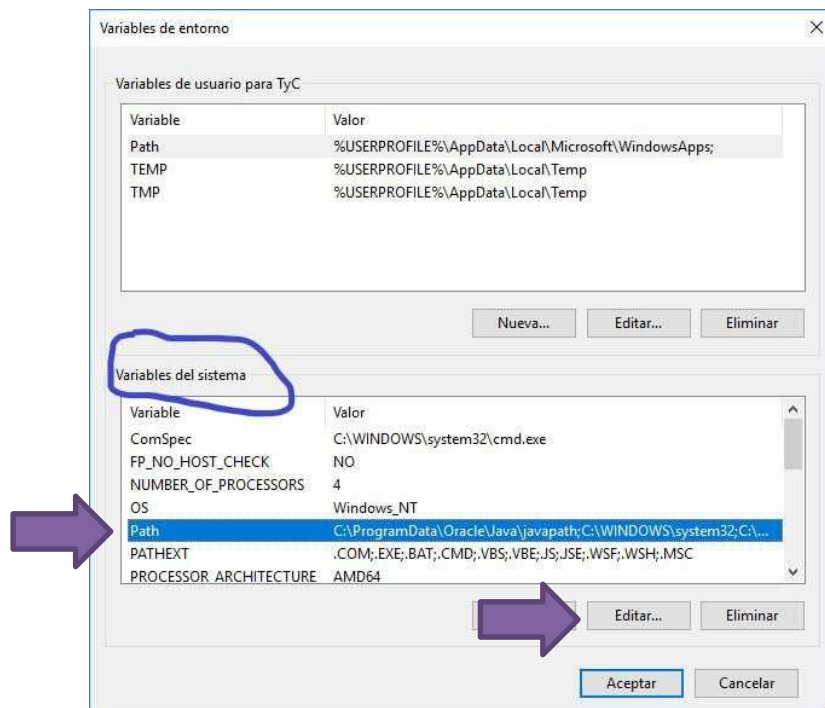 Variables de entorno
Variables de usuario para TyC
Variable Valor
Path %USERPROFILE%\AppData\Local\Microsoft\WindowsApps;
TEMP %USERPROFILE%\AppData\Local\Temp
TMP %USERPROFILE%\AppData\Local\Temp
Nueva... Editar... Eliminar
Variables del sistema
Variable Valor
ComSpec C:\WINDOWS\system32\cmd.exe
FP_NO_HOST_CHECK NO
NUMBER_OF_PROCESSORS 4
OS Windows_NT
Path C:\ProgramData\Oracle\Java\javapath;C:\WINDOWS\system32;C:\...
PATHEXT .COM;.EXE;.BAT;.CMD;.VBS;.VBE;.JS;.JSE;.WSF;.WSH;.MSC
PROCESSOR_ARCHITECTURE AMD64
Editar... Eliminar
Aceptar Cancelar